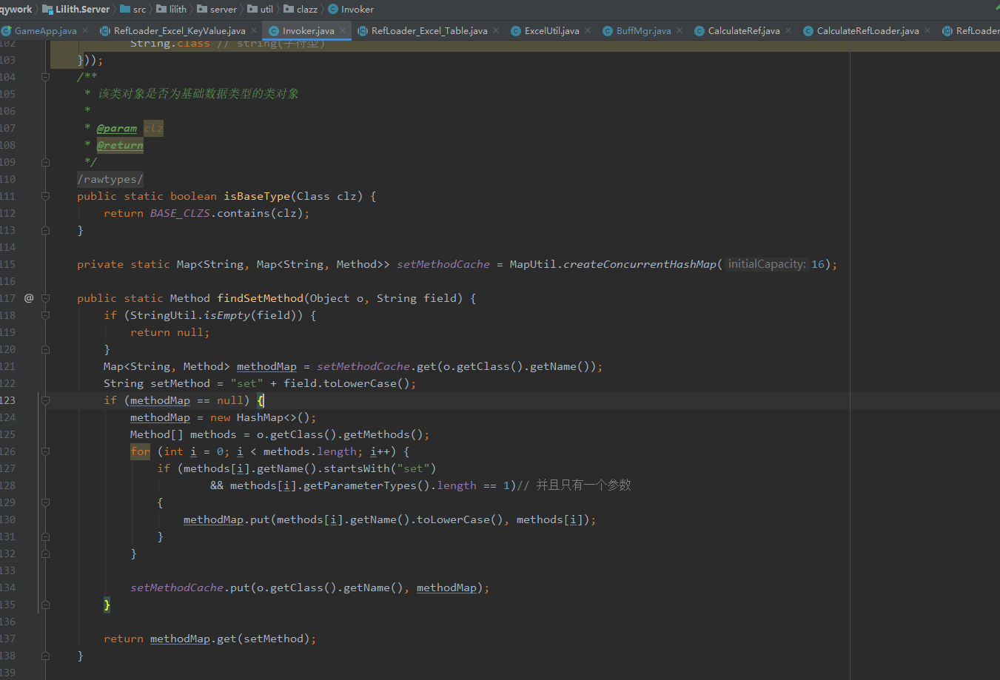 qywork Lilith.Server src lilith server util clazz Invoker
GameApp.java RefLoader_Excel_KeyValue.java Invoker.java RefLoader_Excel_Table.java ExcelUtil.java BuffMgr.java CalculateRef.java CalculateRefLoader.java RefLoader
102 String.class // string(字符型)
103 }));
104 /**
105 * 该类对象是否为基础数据类型的类对象
106 *
107 * @param clz
108 * @return
109 */
110 /rawtypes/
111 public static boolean isBaseType(Class clz) {
112 return BASE_CLZS.contains(clz);
113 }
114
115 private static Map<String, Map<String, Method>> setMethodCache = MapUtil.createConcurrentHashMap( initialCapacity: 16);
116
117 @ public static Method findSetMethod(Object o, String field) {
118 if (StringUtil.isEmpty(field)) {
119 return null;
120 }
121 Map<String, Method> methodMap = setMethodCache.get(o.getClass().getName());
122 String setMethod = "set" + field.toLowerCase();
123 if (methodMap == null) {
124 methodMap = new HashMap<>();
125 Method[] methods = o.getClass().getMethods();
126 for (int i = 0; i < methods.length; i++) {
127 if (methods[i].getName().startsWith("set")
128 && methods[i].getParameterTypes().length == 1)// 并且只有一个参数
129 {
130 methodMap.put(methods[i].getName().toLowerCase(), methods[i]);
131 }
132 }
133
134 setMethodCache.put(o.getClass().getName(), methodMap);
135 }
136
137 return methodMap.get(setMethod);
138 }
139